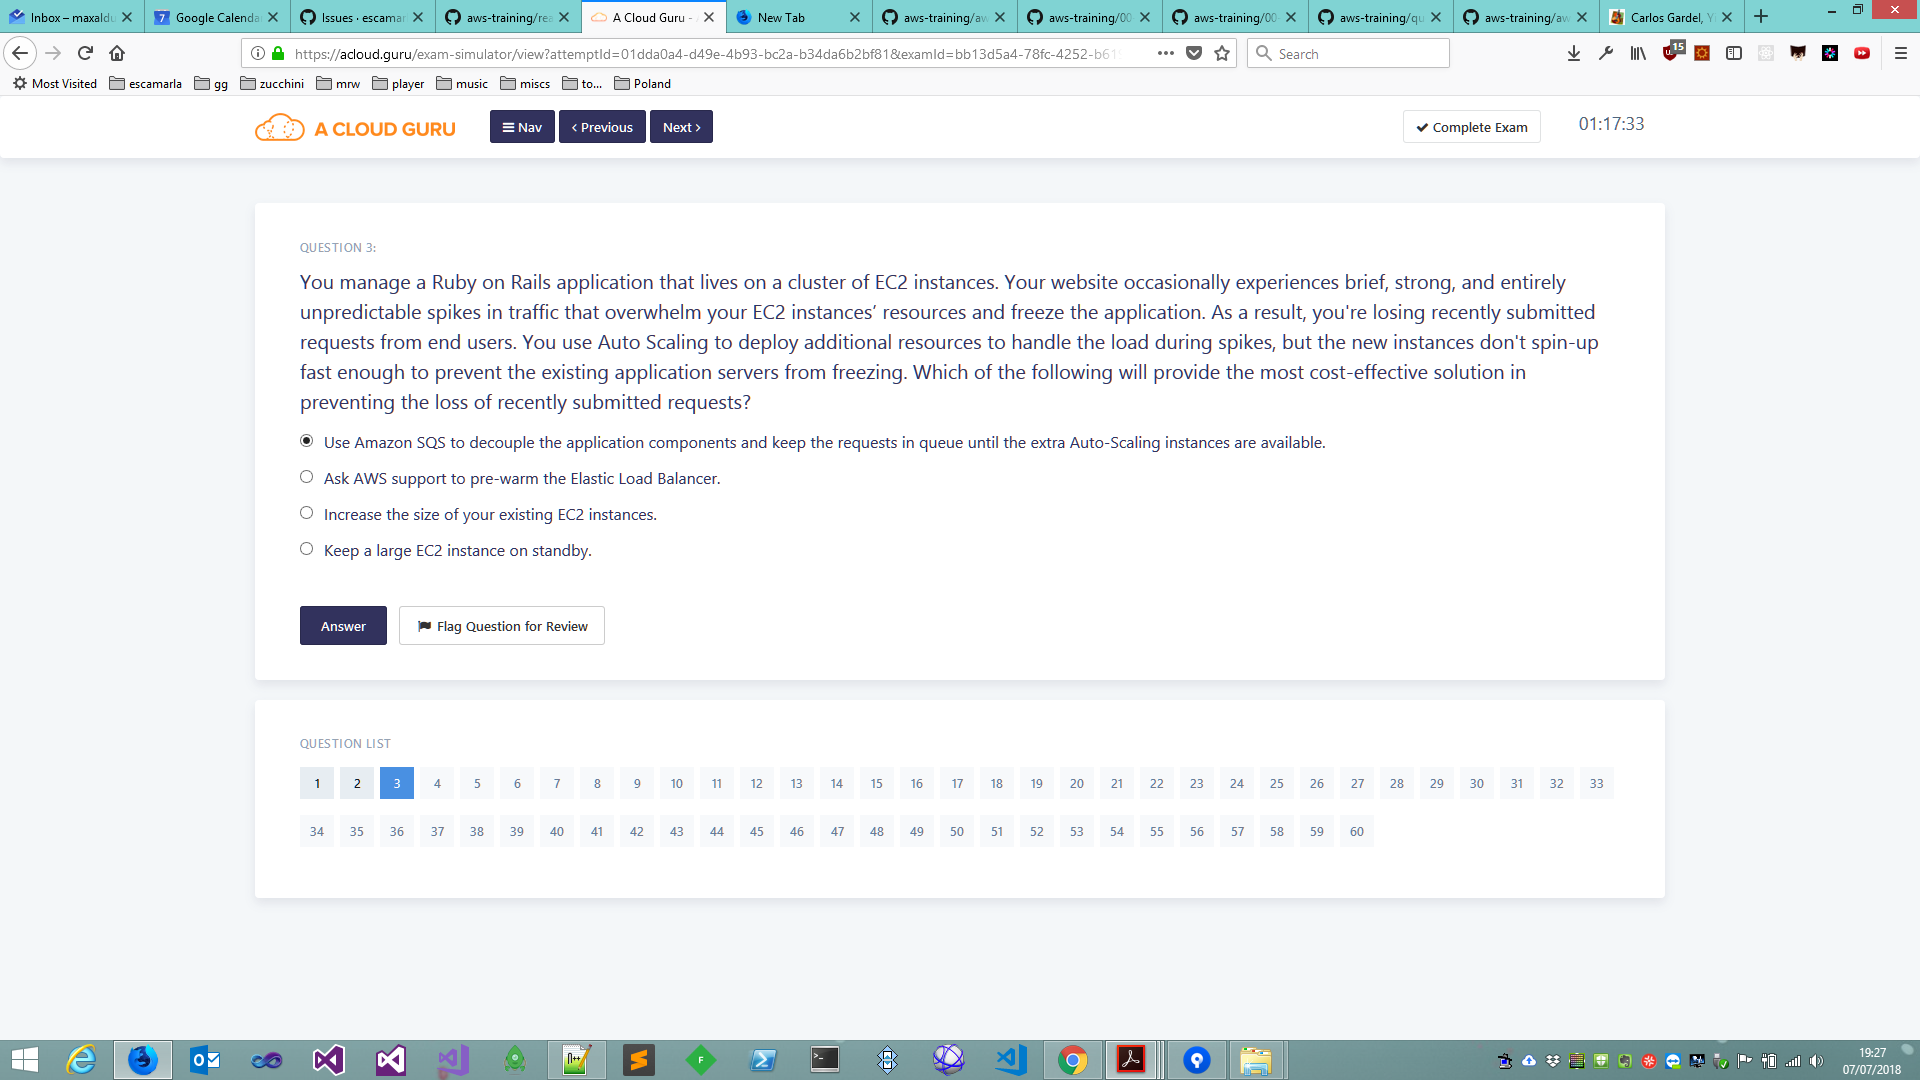 Inbox – maxaldu
Google Calenda
Issues · escamar
aws-training/rea
A Cloud Guru - A
New Tab
aws-training/aw
aws-training/00
aws-training/00
aws-training/qu
aws-training/aw
Carlos Gardel, Y
https://acloud.guru/exam-simulator/view?attemptId=01dda0a4-d49e-4b93-bc2a-b34da6b2bf81&examId=bb13d5a4-78fc-4252-b61
Search
15
Most Visited escamarla gg zucchini mrw player music miscs to... Poland
A CLOUD GURU
Nav
Previous
Next
Complete Exam
01:17:33
QUESTION 3:
You manage a Ruby on Rails application that lives on a cluster of EC2 instances. Your website occasionally experiences brief, strong, and entirely
unpredictable spikes in traffic that overwhelm your EC2 instances’ resources and freeze the application. As a result, you're losing recently submitted
requests from end users. You use Auto Scaling to deploy additional resources to handle the load during spikes, but the new instances don't spin-up
fast enough to prevent the existing application servers from freezing. Which of the following will provide the most cost-effective solution in
preventing the loss of recently submitted requests?
Use Amazon SQS to decouple the application components and keep the requests in queue until the extra Auto-Scaling instances are available.
Ask AWS support to pre-warm the Elastic Load Balancer.
Increase the size of your existing EC2 instances.
Keep a large EC2 instance on standby.
Answer
Flag Question for Review
QUESTION LIST
1 2 3 4 5 6 7 8 9 10 11 12 13 14 15 16 17 18 19 20 21 22 23 24 25 26 27 28 29 30 31 32 33
34 35 36 37 38 39 40 41 42 43 44 45 46 47 48 49 50 51 52 53 54 55 56 57 58 59 60
19:27
07/07/2018